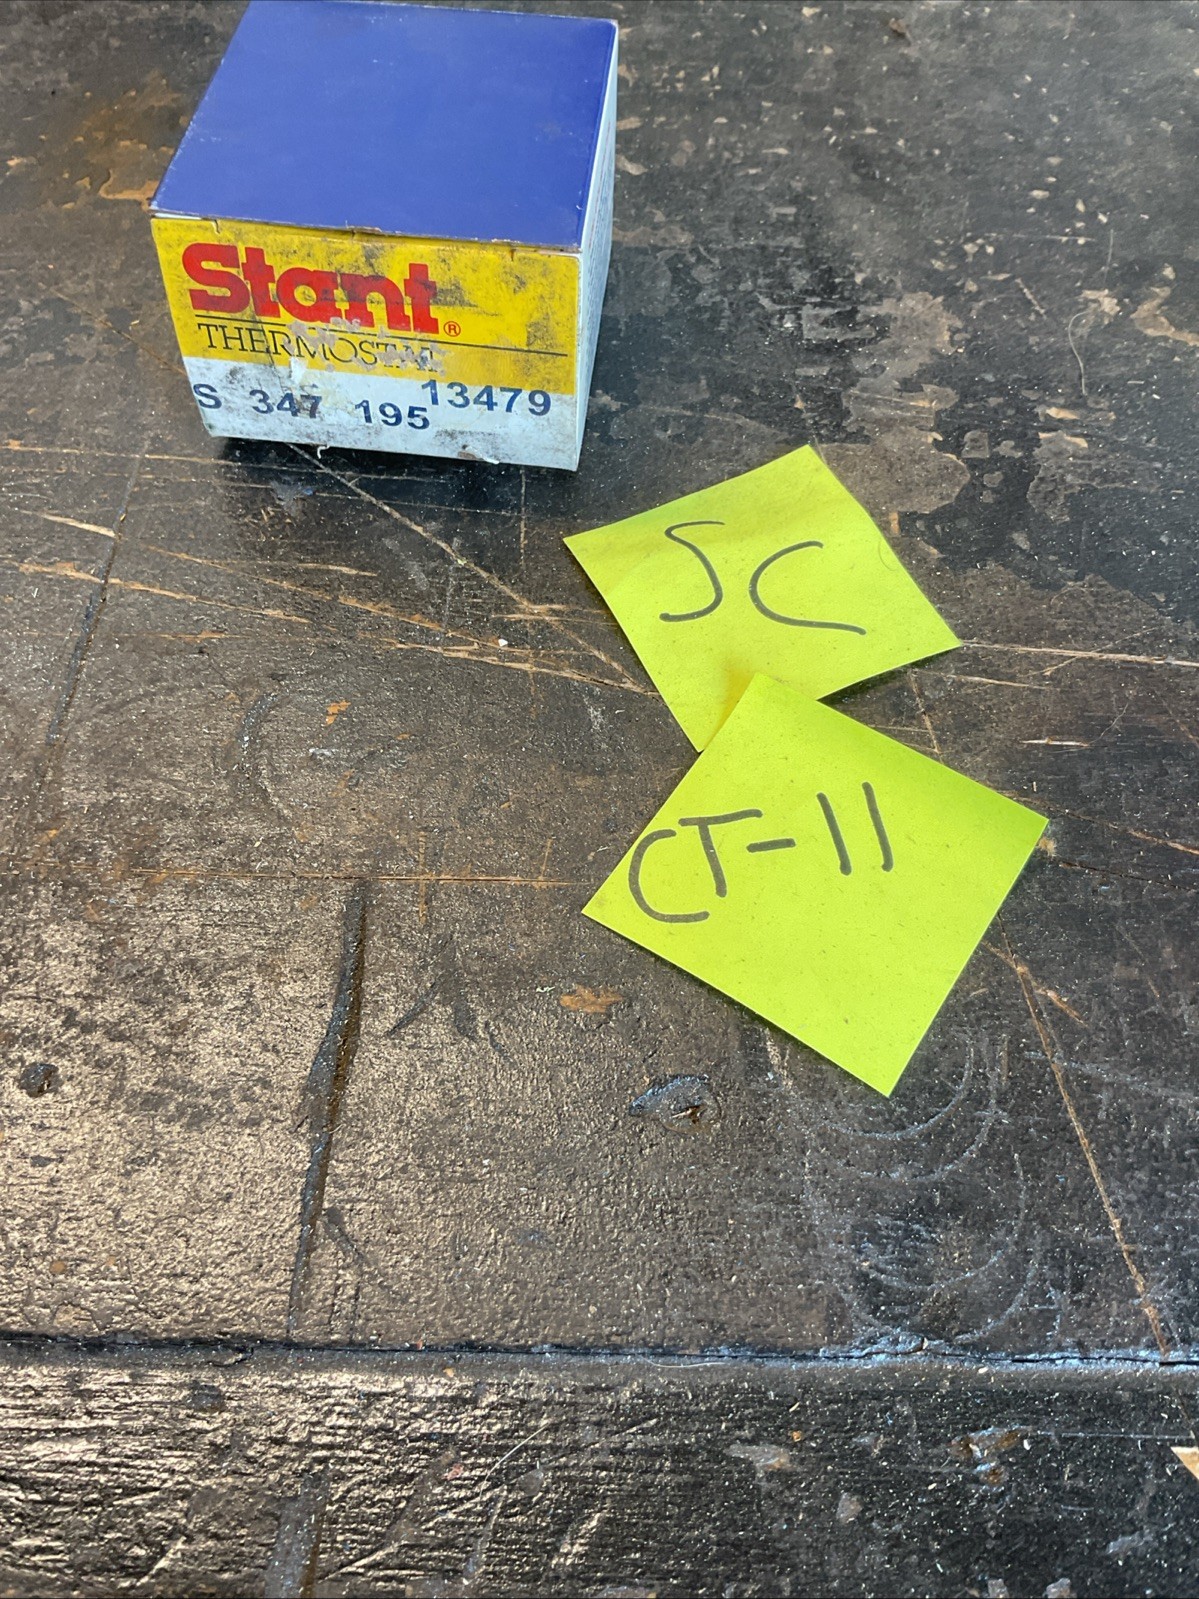 Stant®
THERMOSTAT
S 347 195 13479
SC
CT-11